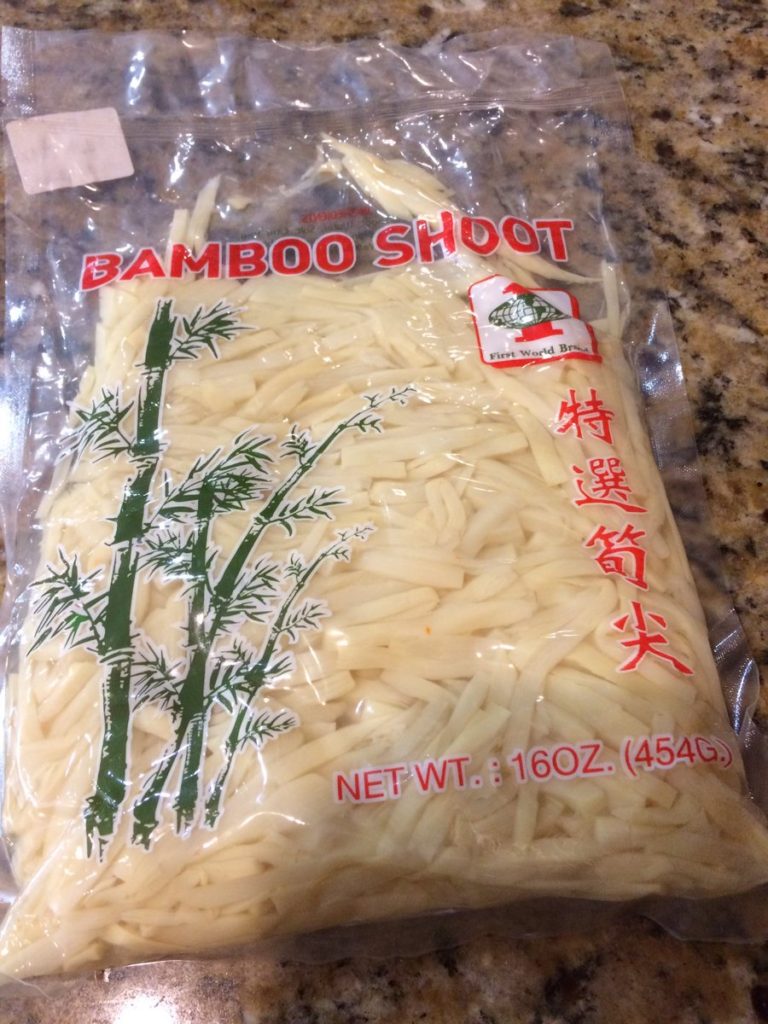 BAMBOO SHOOT
First World Brand
特選筍尖
NET WT. : 16OZ. (454G.)